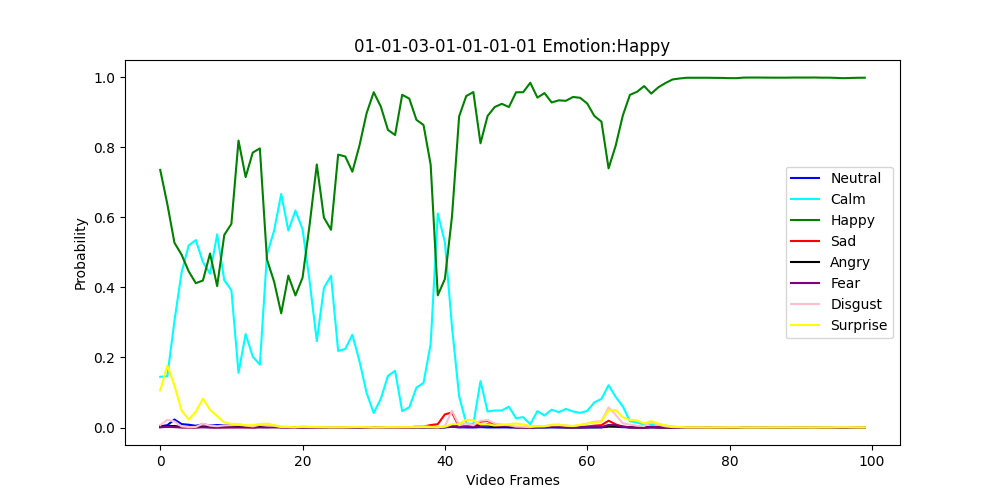 01-01-03-01-01-01-01 Emotion:Happy
1.0
0.8
0.6
0.4
0.2
0.0
Probability
Neutral
Calm
Happy
Sad
Angry
Fear
Disgust
Surprise
0 20 40 60 80 100
Video Frames